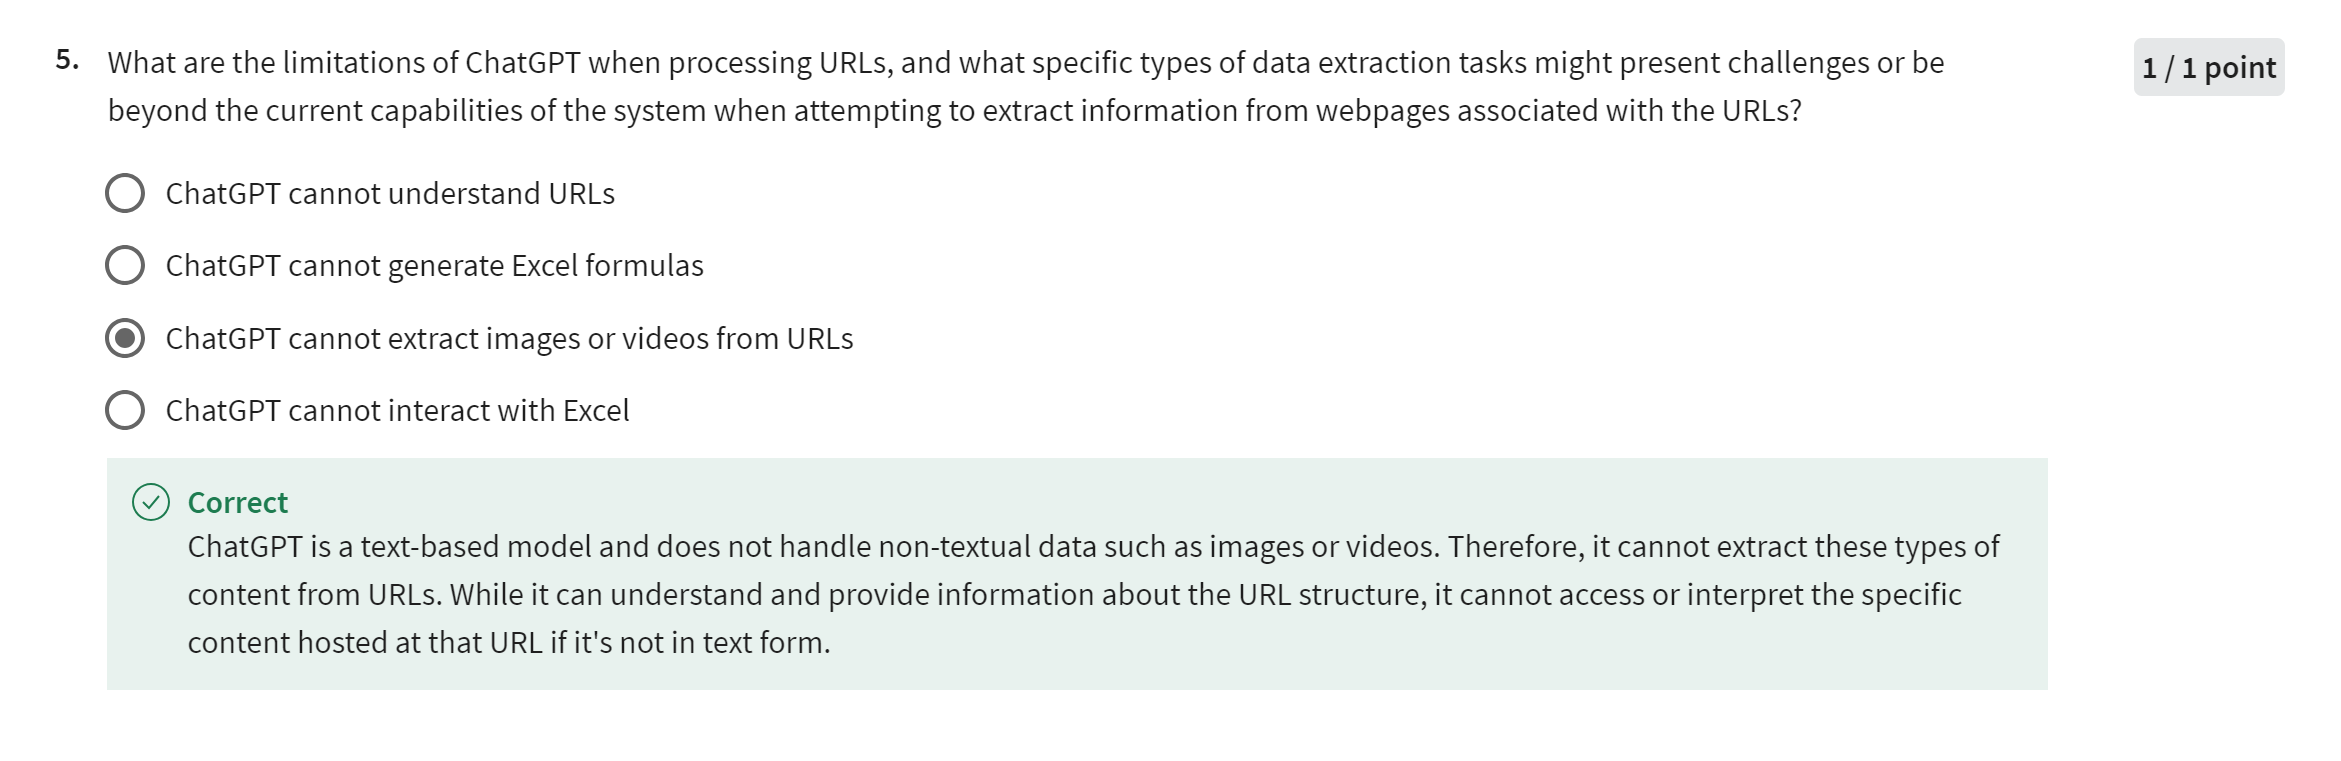 5. What are the limitations of ChatGPT when processing URLs, and what specific types of data extraction tasks might present challenges or be
1 / 1 point
beyond the current capabilities of the system when attempting to extract information from webpages associated with the URLs?
ChatGPT cannot understand URLs
ChatGPT cannot generate Excel formulas
ChatGPT cannot extract images or videos from URLs
ChatGPT cannot interact with Excel
Correct
ChatGPT is a text-based model and does not handle non-textual data such as images or videos. Therefore, it cannot extract these types of
content from URLs. While it can understand and provide information about the URL structure, it cannot access or interpret the specific
content hosted at that URL if it's not in text form.